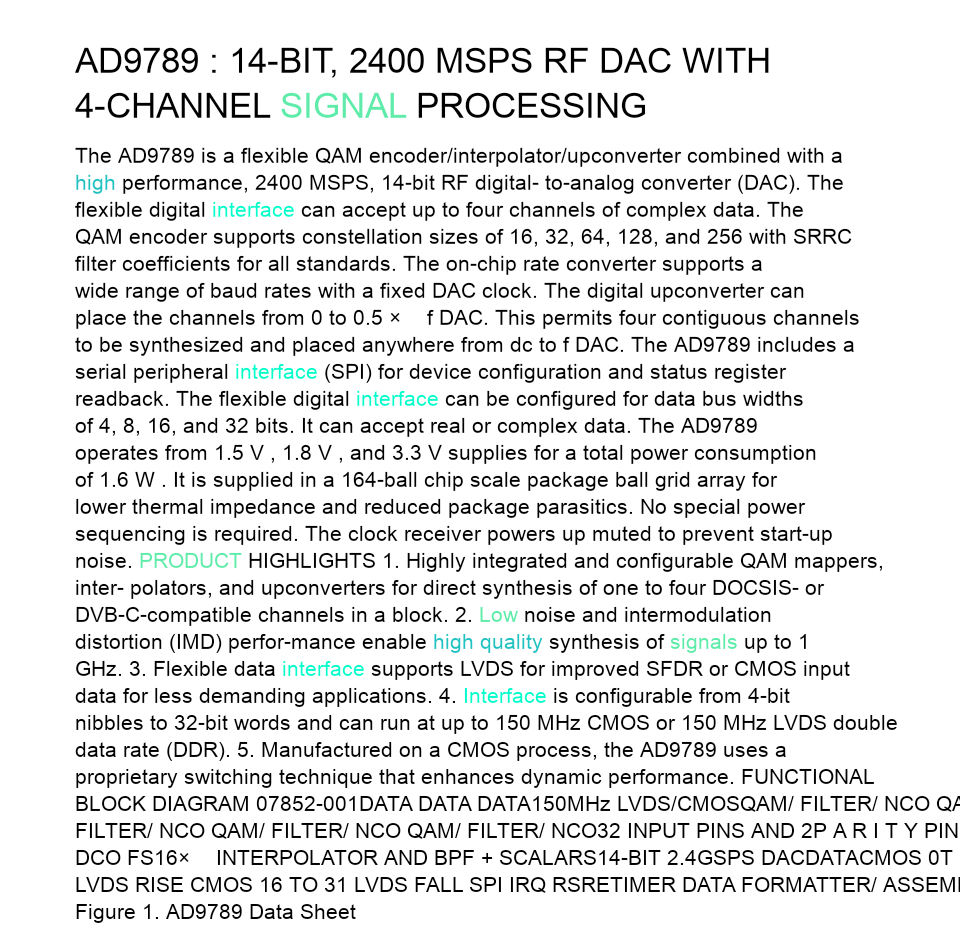 AD9789 : 14-BIT, 2400 MSPS RF DAC WITH
4-CHANNEL SIGNAL PROCESSING
The AD9789 is a flexible QAM encoder/interpolator/upconverter combined with a
high performance, 2400 MSPS, 14-bit RF digital- to-analog converter (DAC). The
flexible digital interface can accept up to four channels of complex data. The
QAM encoder supports constellation sizes of 16, 32, 64, 128, and 256 with SRRC
filter coefficients for all standards. The on-chip rate converter supports a
wide range of baud rates with a fixed DAC clock. The digital upconverter can
place the channels from 0 to 0.5 × f DAC. This permits four contiguous channels
to be synthesized and placed anywhere from dc to f DAC. The AD9789 includes a
serial peripheral interface (SPI) for device configuration and status register
readback. The flexible digital interface can be configured for data bus widths
of 4, 8, 16, and 32 bits. It can accept real or complex data. The AD9789
operates from 1.5 V , 1.8 V , and 3.3 V supplies for a total power consumption
of 1.6 W . It is supplied in a 164-ball chip scale package ball grid array for
lower thermal impedance and reduced package parasitics. No special power
sequencing is required. The clock receiver powers up muted to prevent start-up
noise. PRODUCT HIGHLIGHTS 1. Highly integrated and configurable QAM mappers,
inter- polators, and upconverters for direct synthesis of one to four DOCSIS- or
DVB-C-compatible channels in a block. 2. Low noise and intermodulation
distortion (IMD) perfor-mance enable high quality synthesis of signals up to 1
GHz. 3. Flexible data interface supports LVDS for improved SFDR or CMOS input
data for less demanding applications. 4. Interface is configurable from 4-bit
nibbles to 32-bit words and can run at up to 150 MHz CMOS or 150 MHz LVDS double
data rate (DDR). 5. Manufactured on a CMOS process, the AD9789 uses a
proprietary switching technique that enhances dynamic performance. FUNCTIONAL
BLOCK DIAGRAM 07852-001DATA DATA DATA150MHz LVDS/CMOSQAM/ FILTER/ NCO QA
FILTER/ NCO QAM/ FILTER/ NCO QAM/ FILTER/ NCO32 INPUT PINS AND 2P A R I T Y PIN
DCO FS16× INTERPOLATOR AND BPF + SCALARS14-BIT 2.4GSPS DACDATACMOS 0T
LVDS RISE CMOS 16 TO 31 LVDS FALL SPI IRQ RSRETIMER DATA FORMATTER/ ASSEM
Figure 1. AD9789 Data Sheet